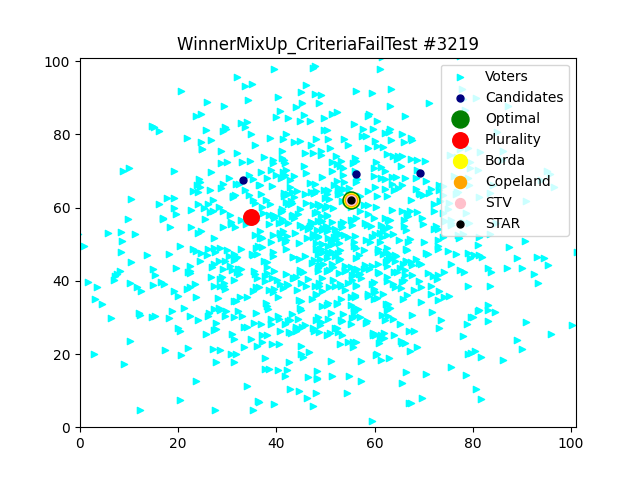 WinnerMixUp_CriteriaFailTest #3219
100
80
60
40
20
0
0 20 40 60 80 100
Voters
Candidates
Optimal
Plurality
Borda
Copeland
STV
STAR